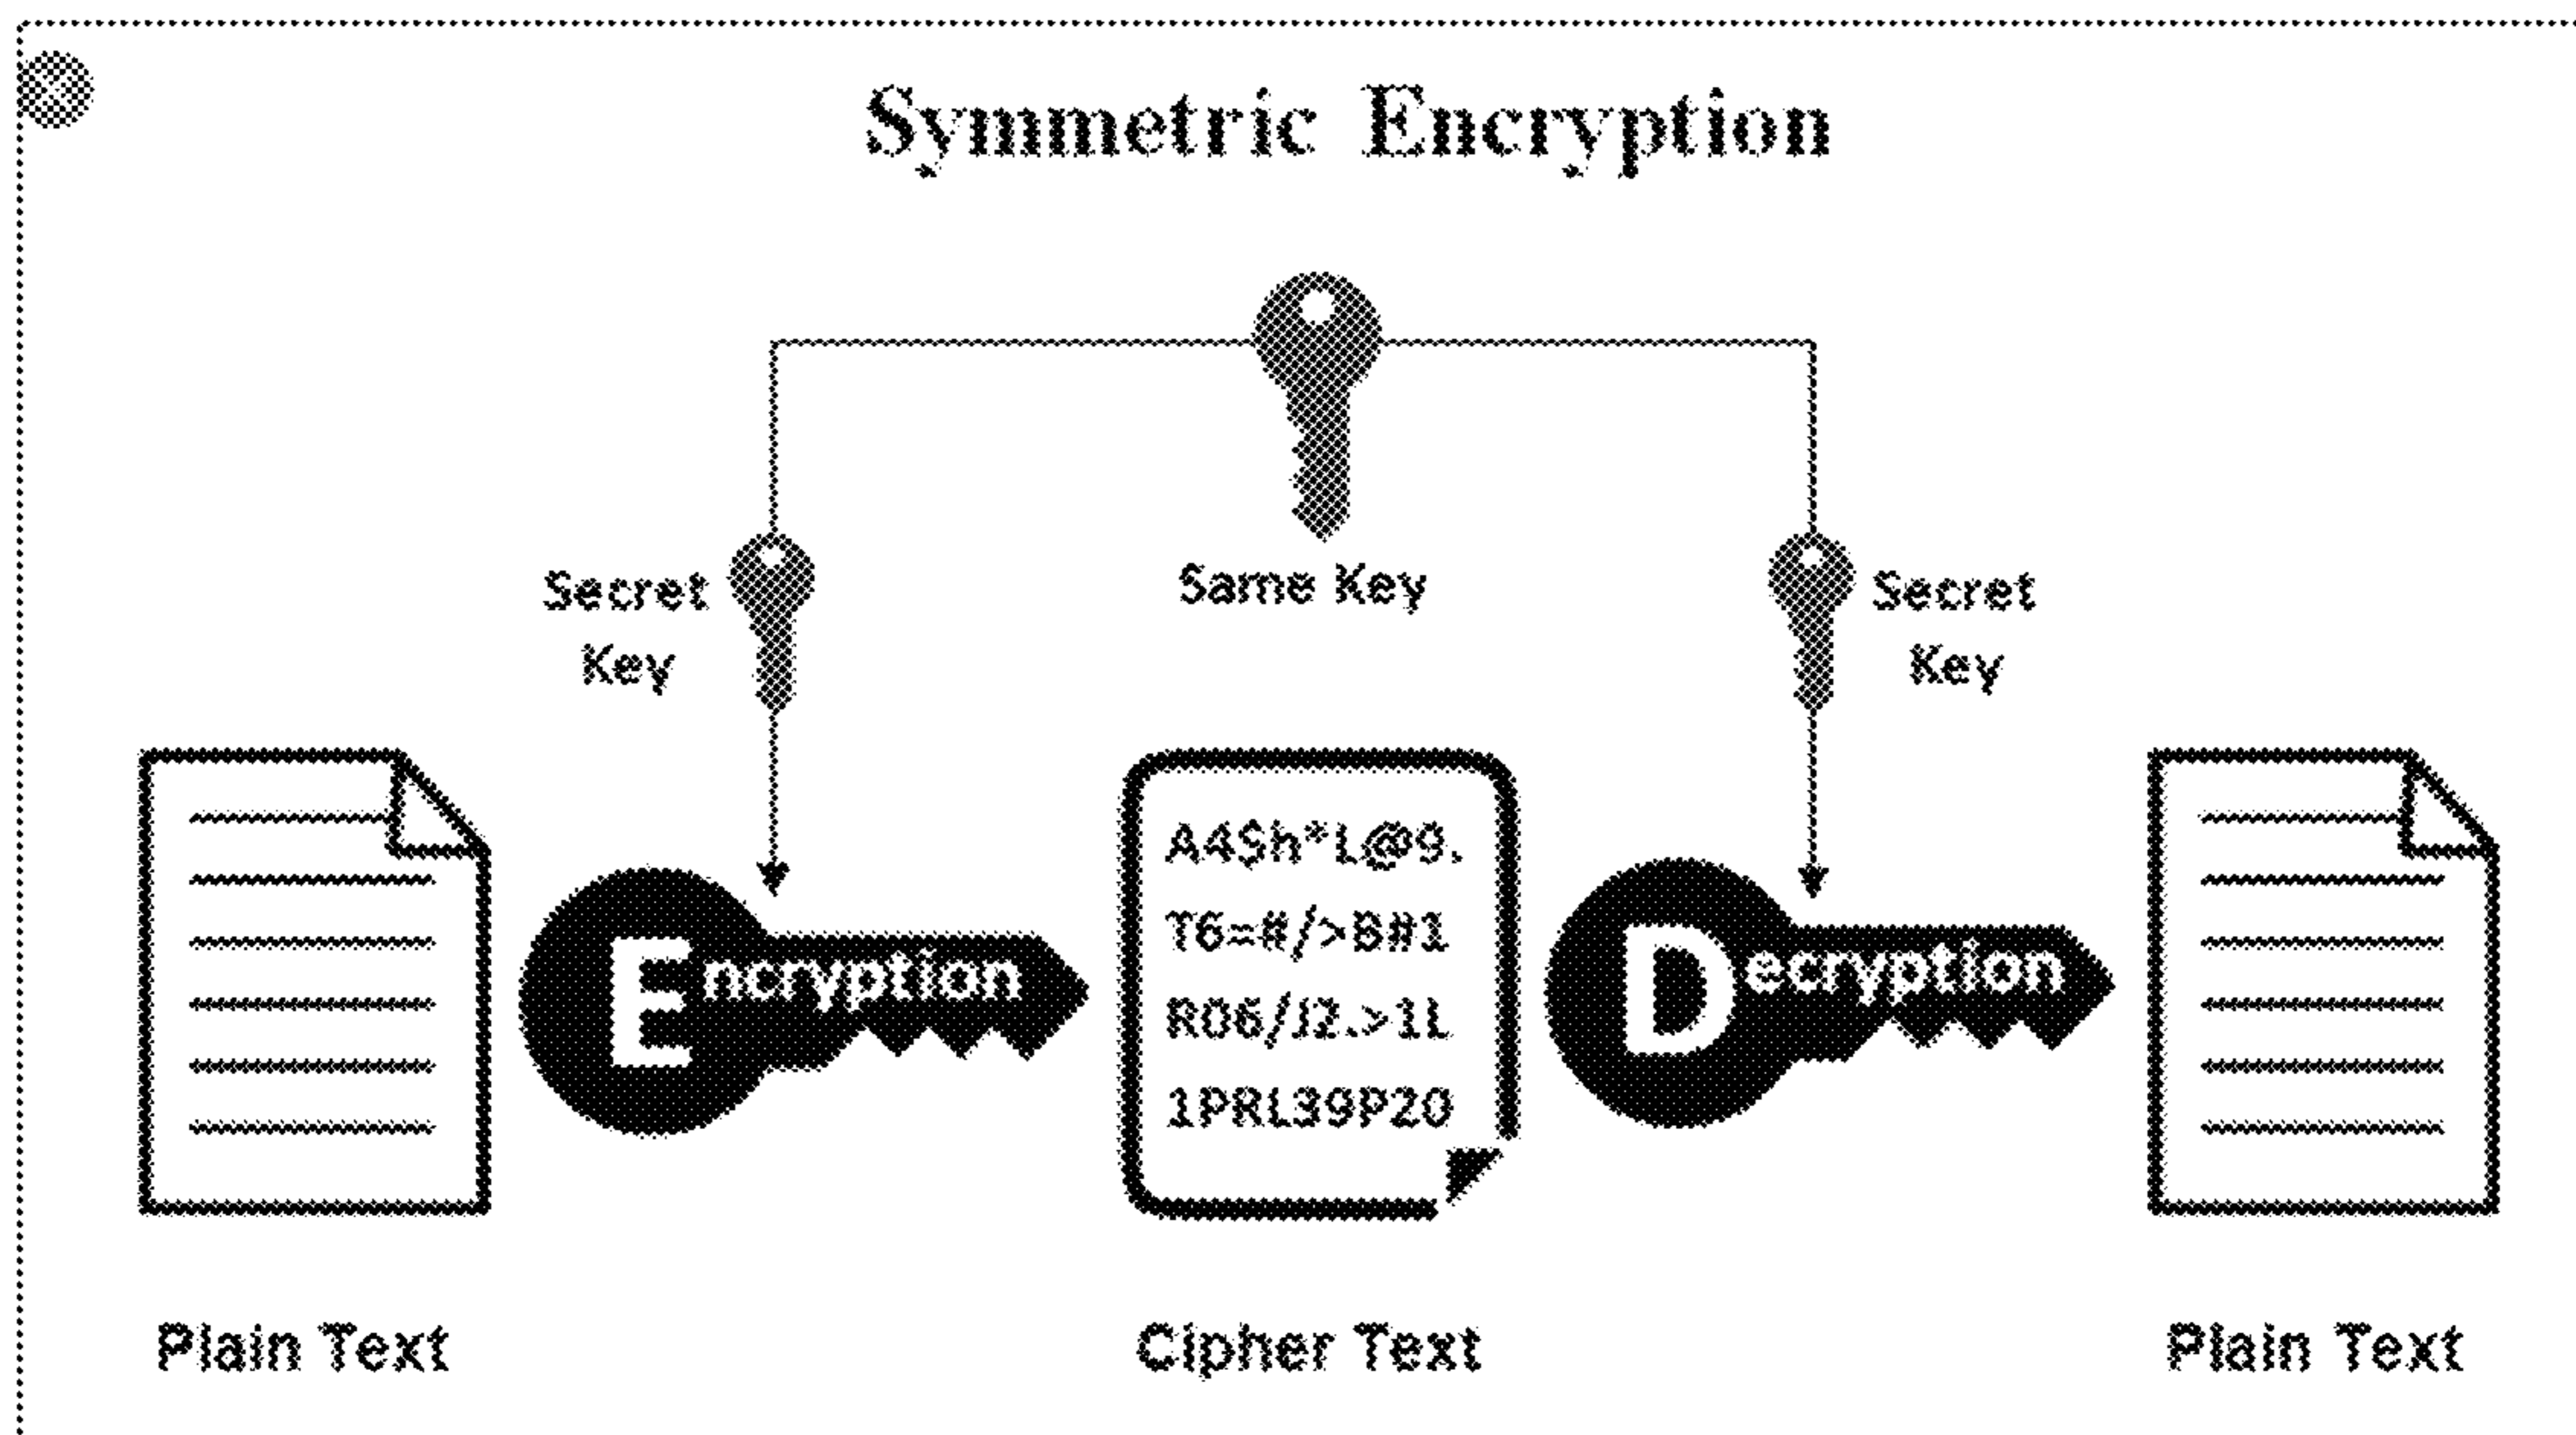 Symmetric Encryption
Same Key
Secret
Key
Secret
Key
Encryption
A4$h*L@9.
T6=#/>B#1
R06/J2.>1L
1PRL39P20
Decryption
Plain Text
Cipher Text
Plain Text